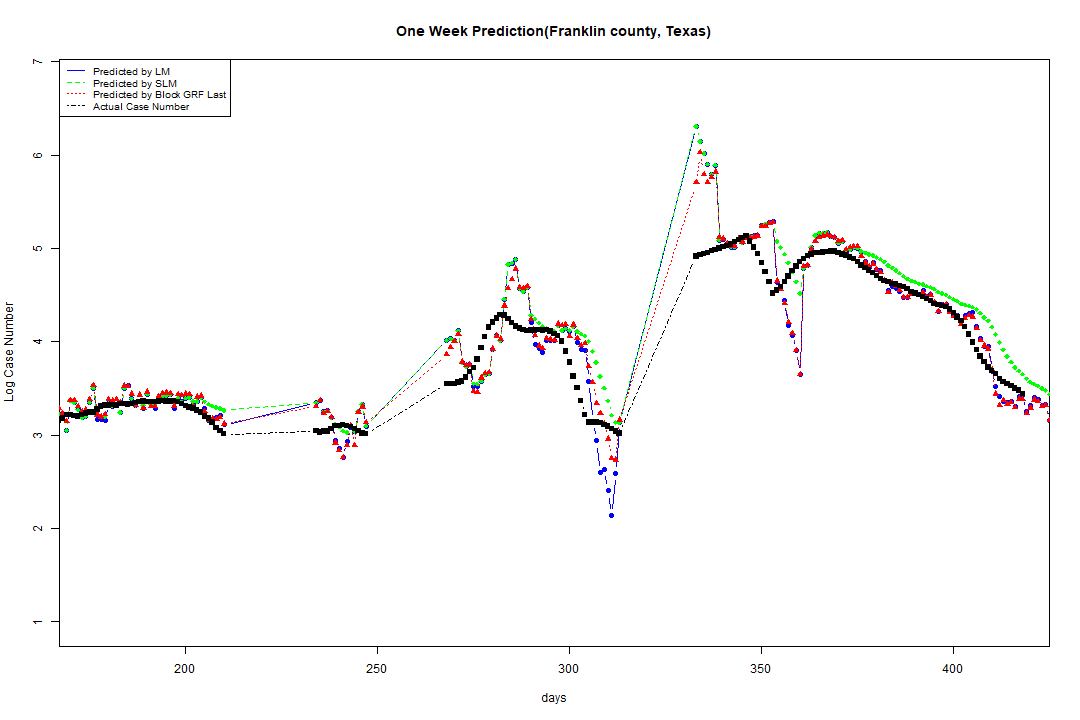 One Week Prediction(Franklin county, Texas)
Predicted by LM
Predicted by SLM
Predicted by Block GRF Last
Actual Case Number
7
6
5
4
3
2
1
Log Case Number
200 250 300 350 400
days